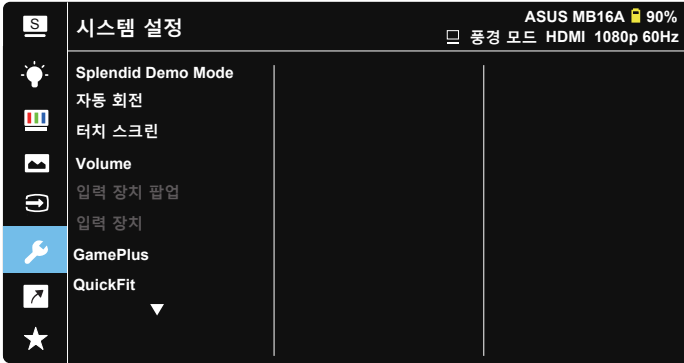 S
시스템 설정
ASUS MB16A 90%
풍경 모드 HDMI 1080p 60Hz
Splendid Demo Mode
자동 회전
터치 스크린
Volume
입력 장치 팝업
입력 장치
GamePlus
QuickFit